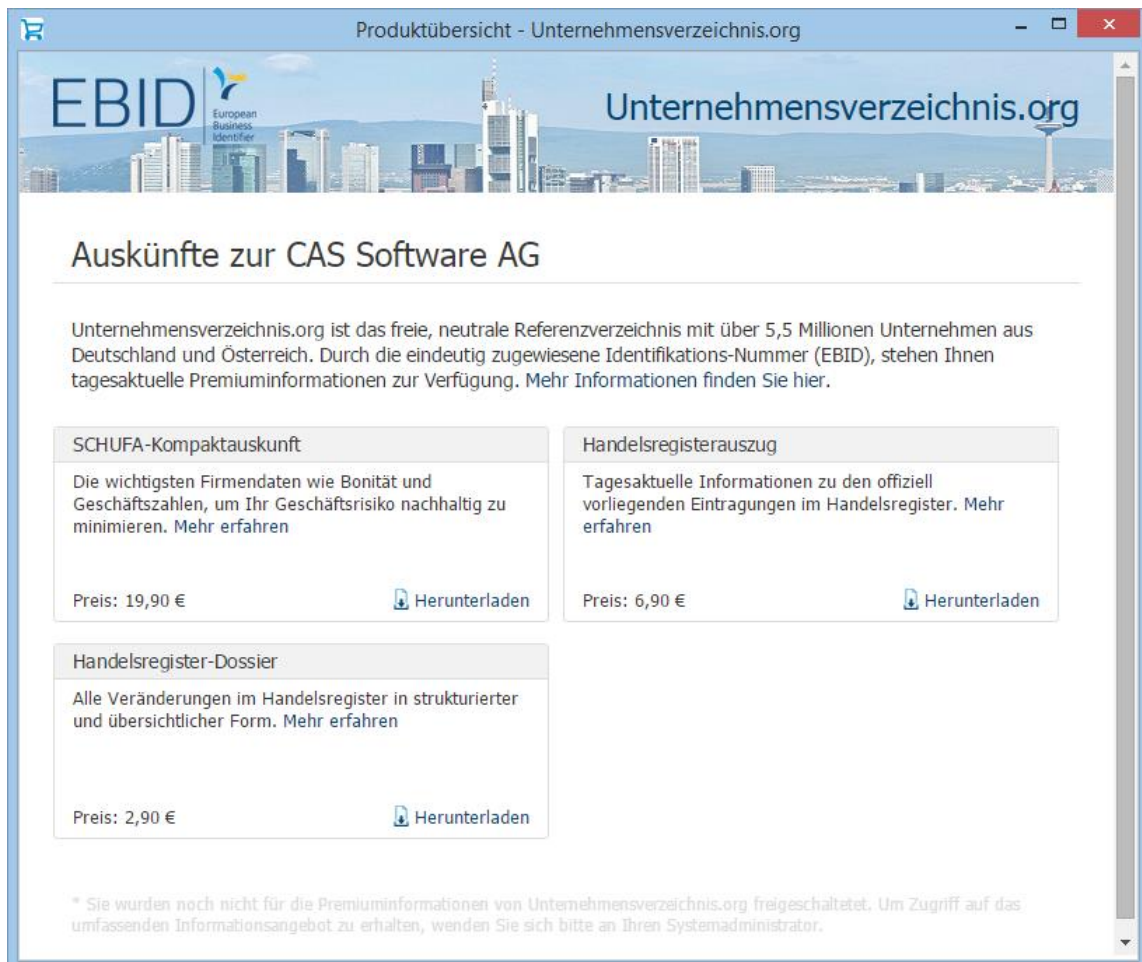 Produktübersicht - Unternehmensverzeichnis.org
EBID
European
Business
Identifier
Unternehmensverzeichnis.org
Auskünfte zur CAS Software AG
Unternehmensverzeichnis.org ist das freie, neutrale Referenzverzeichnis mit über 5,5 Millionen Unternehmen aus
Deutschland und Österreich. Durch die eindeutig zugewiesene Identifikations-Nummer (EBID), stehen Ihnen
tagesaktuelle Premiuminformationen zur Verfügung. Mehr Informationen finden Sie hier.
SCHUFA-Kompaktauskunft
Die wichtigsten Firmendaten wie Bonität und
Geschäftszahlen, um Ihr Geschäftsrisiko nachhaltig zu
minimieren. Mehr erfahren
Preis: 19,90 €
Herunterladen
Handelsregisterauszug
Tagesaktuelle Informationen zu den offiziell
vorliegenden Eintragungen im Handelsregister. Mehr
erfahren
Preis: 6,90 €
Herunterladen
Handelsregister-Dossier
Alle Veränderungen im Handelsregister in strukturierter
und übersichtlicher Form. Mehr erfahren
Preis: 2,90 €
Herunterladen
* Sie wurden noch nicht für die Premiuminformationen von Unternehmensverzeichnis.org freigeschaltetet. Um Zugriff auf das
umfassenden Informationsangebot zu erhalten, wenden Sie sich bitte an Ihren Systemadministrator.